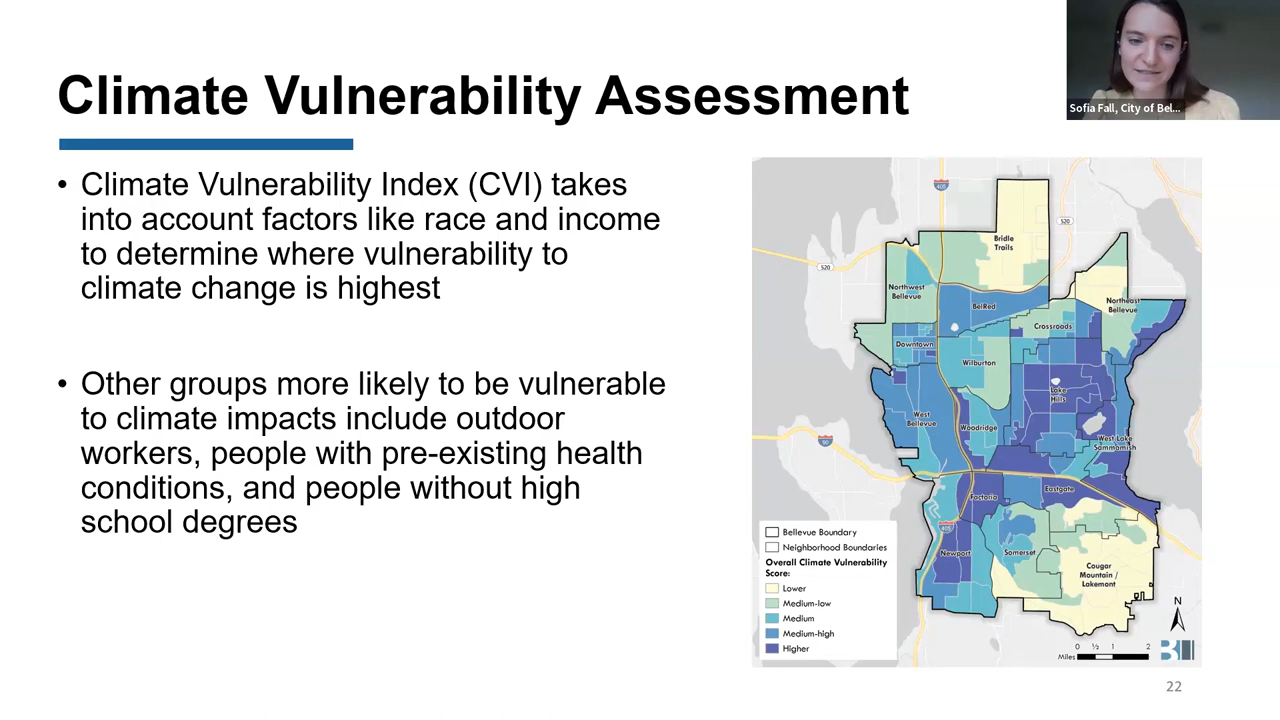 Climate Vulnerability Assessment
Sofia Fall, City of Bel...
• Climate Vulnerability Index (CVI) takes
into account factors like race and income
to determine where vulnerability to
climate change is highest
• Other groups more likely to be vulnerable
to climate impacts include outdoor
workers, people with pre-existing health
conditions, and people without high
school degrees
405
520
520
Bridle
Trails
Northwest
Bellevue
BelRed
Northeast
Bellevue
Crossroads
Downtown
Wilburton
Lake
Hills
West
Bellevue
Woodridge
90
West Lake
Sammamish
Factoria
Eastgate
405
Newport
Somerset
Cougar
Mountain /
Lakemont
Bellevue Boundary
Neighborhood Boundaries
Overall Climate Vulnerability
Score:
Lower
Medium-low
Medium
Medium-high
Higher
N
0 ½ 1 2
Miles
22